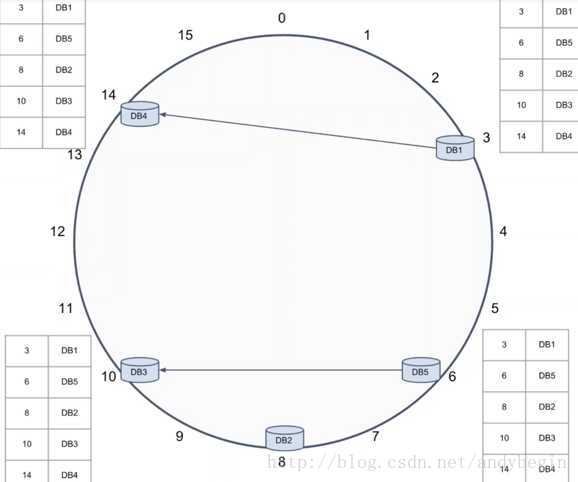 3 DB1
6 DB5
8 DB2
10 DB3
14 DB4
3 DB1
6 DB5
8 DB2
10 DB3
14 DB4
0
15
1
2
14
DB4
3
DB1
13
12
4
11
5
10
DB3
DB5
6
9
DB2
7
8
3 DB1
6 DB5
8 DB2
10 DB3
14 DB4
3 DB1
6 DB5
8 DB2
10 DB3
14 DB4
http://blog.csdn.net/andybegin